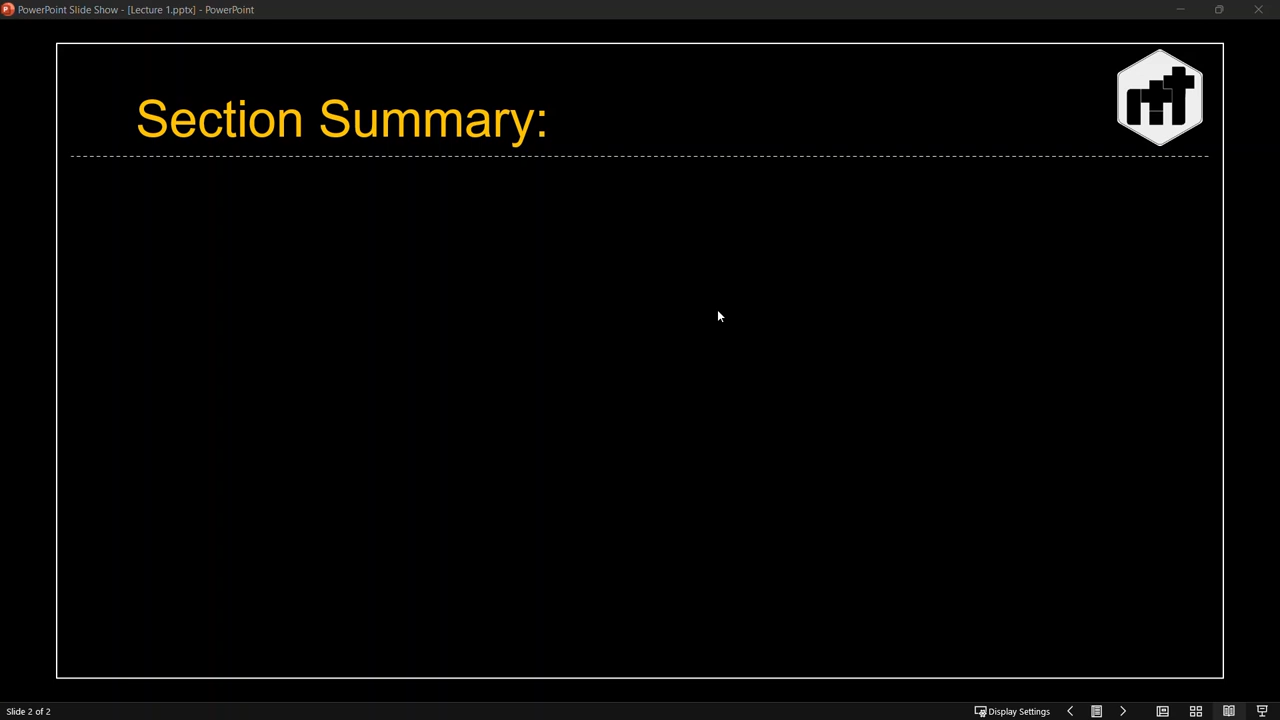 PowerPoint Slide Show - [Lecture 1.pptx] - PowerPoint
Section Summary:
Slide 2 of 2
Display Settings